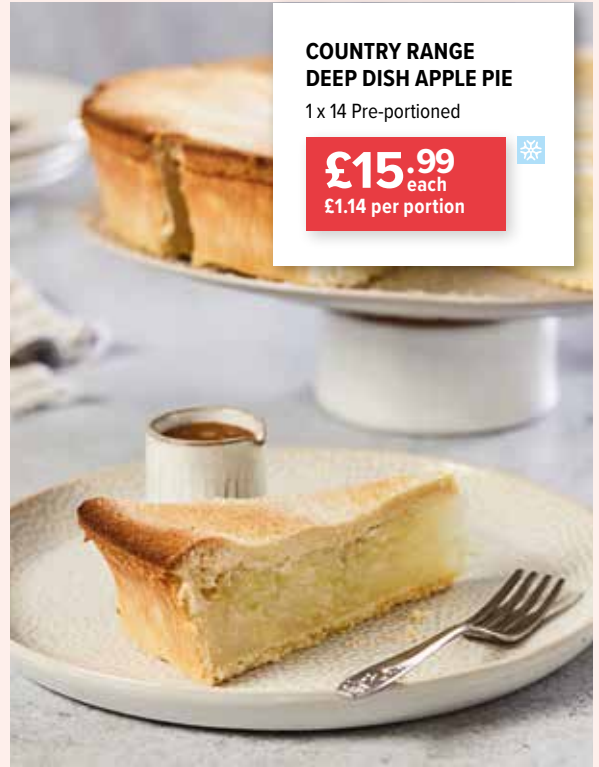 COUNTRY RANGE
DEEP DISH APPLE PIE
1 x 14 Pre-portioned
£15.99
each
£1.14 per portion